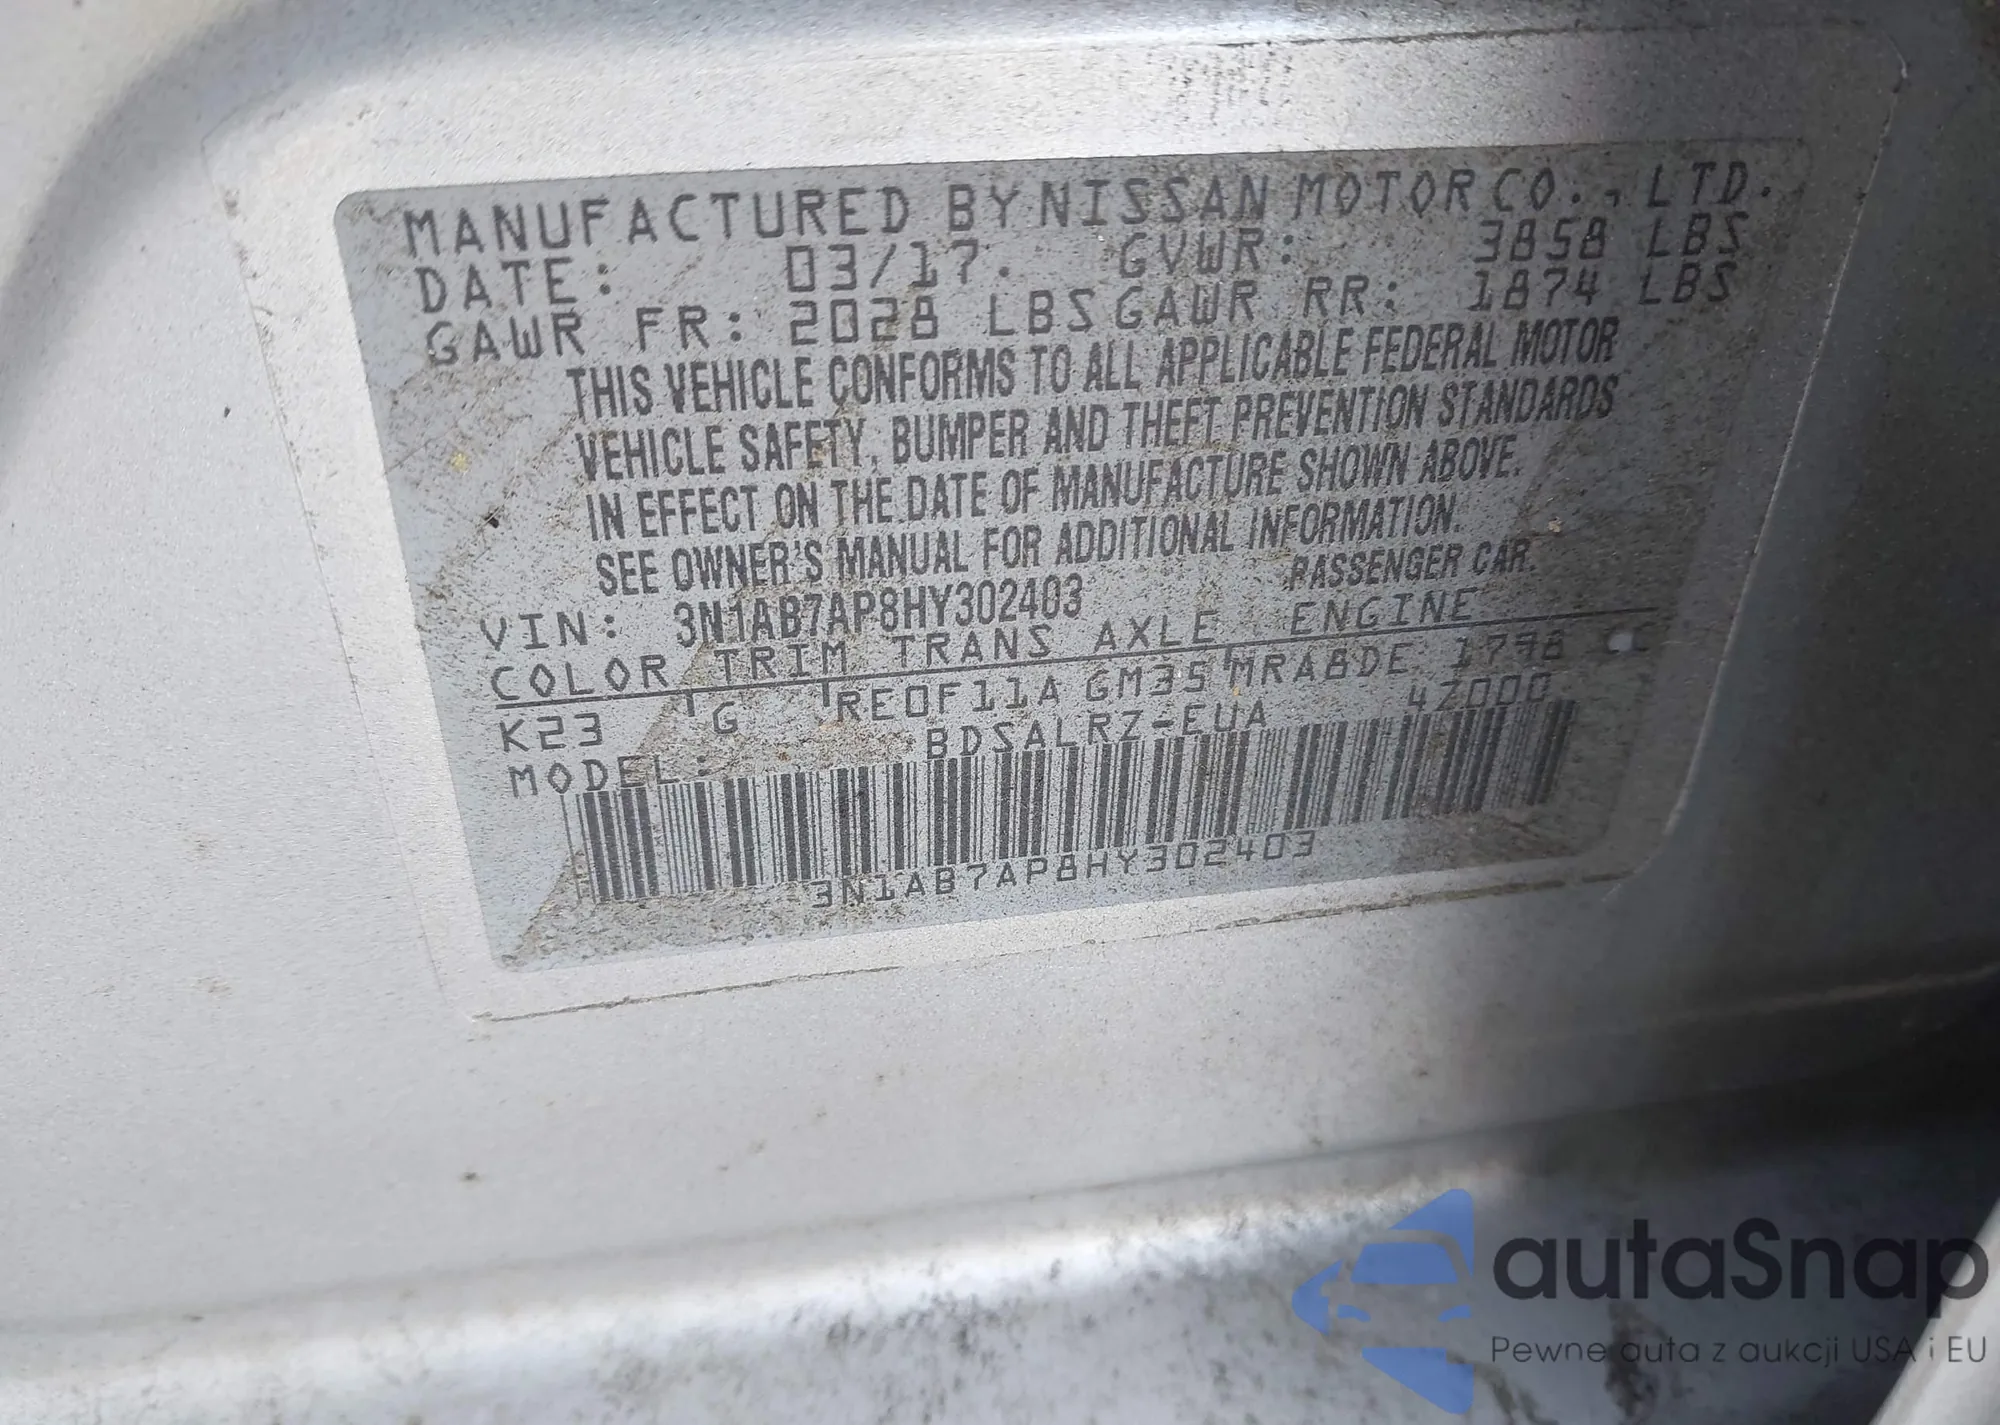 MANUFACTURED BY NISSAN MOTOR CO., LTD.
DATE: 03/17. GVWR: 3858 LBS
GAWR FR: 2028 LBS GAWR RR: 1874 LBS
THIS VEHICLE CONFORMS TO ALL APPLICABLE FEDERAL MOTOR
VEHICLE SAFETY, BUMPER AND THEFT PREVENTION STANDARDS
IN EFFECT ON THE DATE OF MANUFACTURE SHOWN ABOVE.
SEE OWNER'S MANUAL FOR ADDITIONAL INFORMATION.
VIN: 3N1AB7AP8HY302403 PASSENGER CAR.
COLOR TRIM TRANS AXLE ENGINE
K23 G RE0F11A GM35 MRA8DE 1798 CC
MODEL: BDSALRZ-EUA 4Z000
3N1AB7AP8HY302403
autaSnap
Pewne auta z aukcji USA i EU